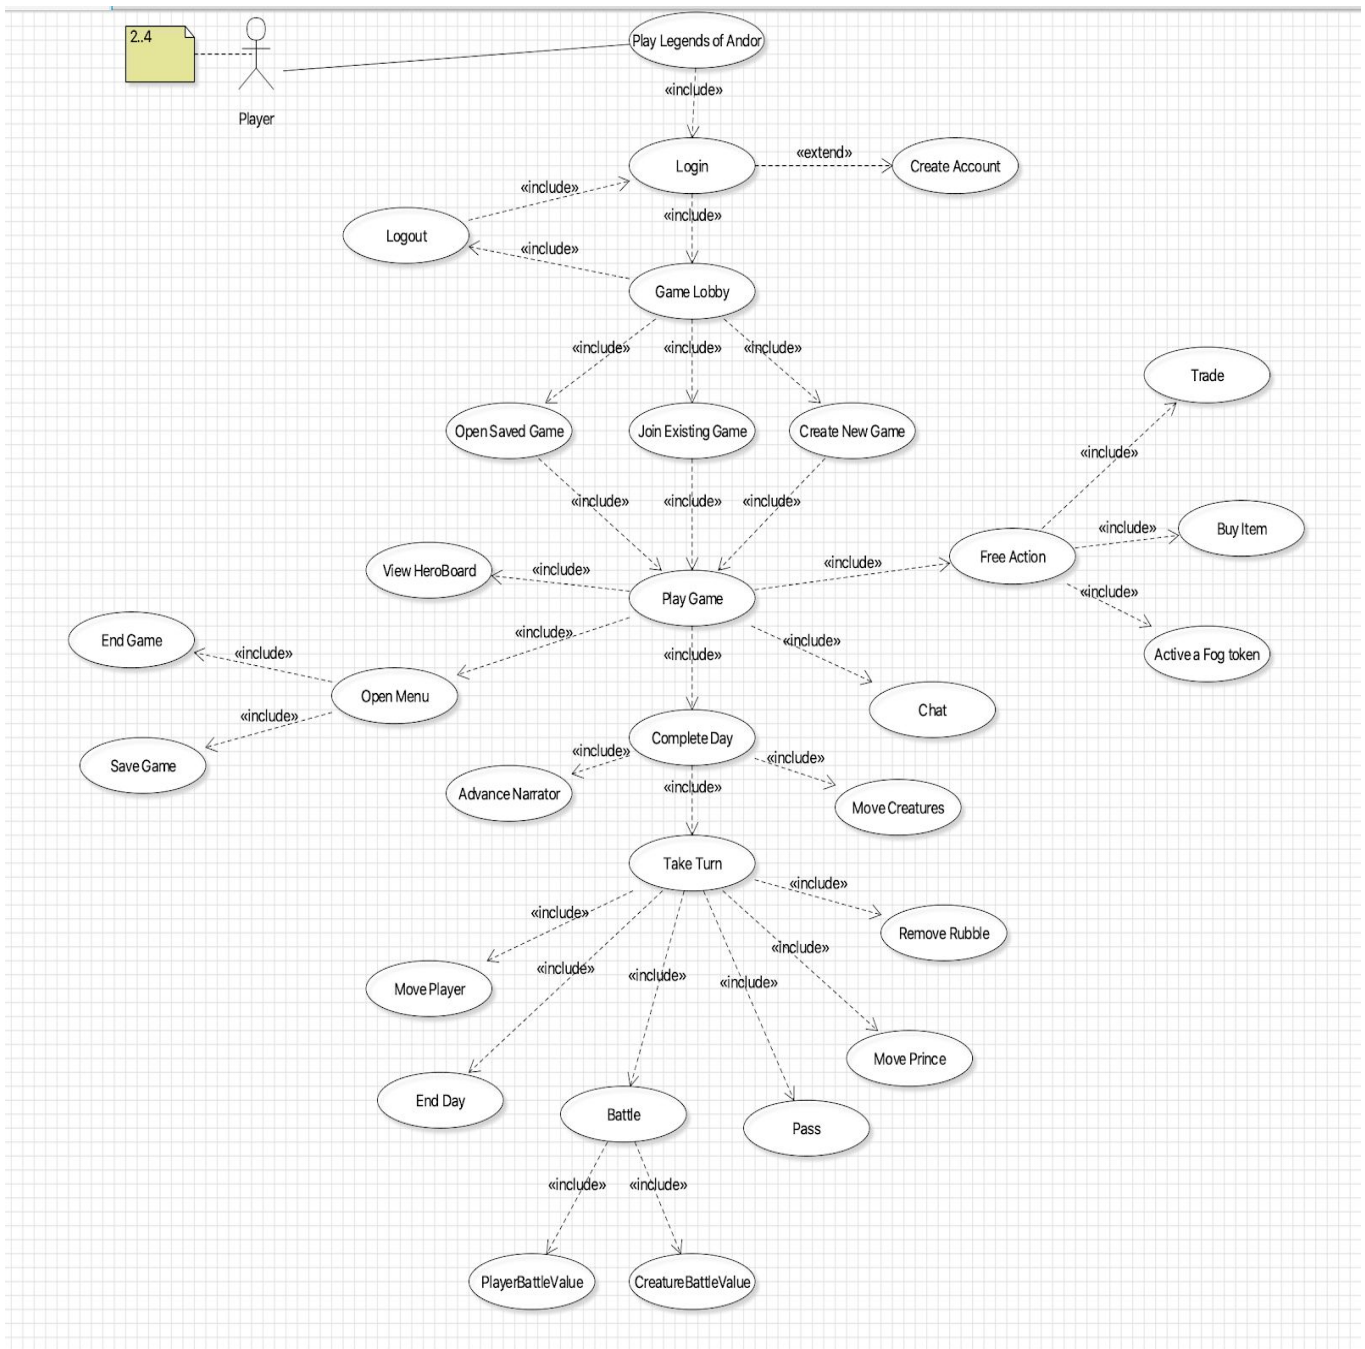 2..4
Player
Play Legends of Andor
«include»
Login
«extend»
Create Account
«include»
Logout
«include»
«include»
Game Lobby
«include»
«include»
«include»
Open Saved Game
Join Existing Game
Create New Game
Trade
«include»
«include»
«include»
«include»
Free Action
«include»
Buy Item
«include»
Active a Fog token
«include»
View HeroBoard
«include»
Play Game
«include»
«include»
«include»
Chat
End Game
«include»
Open Menu
«include»
Save Game
Complete Day
«include»
Advance Narrator
«include»
«include»
Move Creatures
Take Turn
«include»
Remove Rubble
«include»
Move Player
«include»
«include»
«include»
«include»
Move Prince
End Day
Battle
Pass
«include»
«include»
PlayerBattleValue
CreatureBattleValue